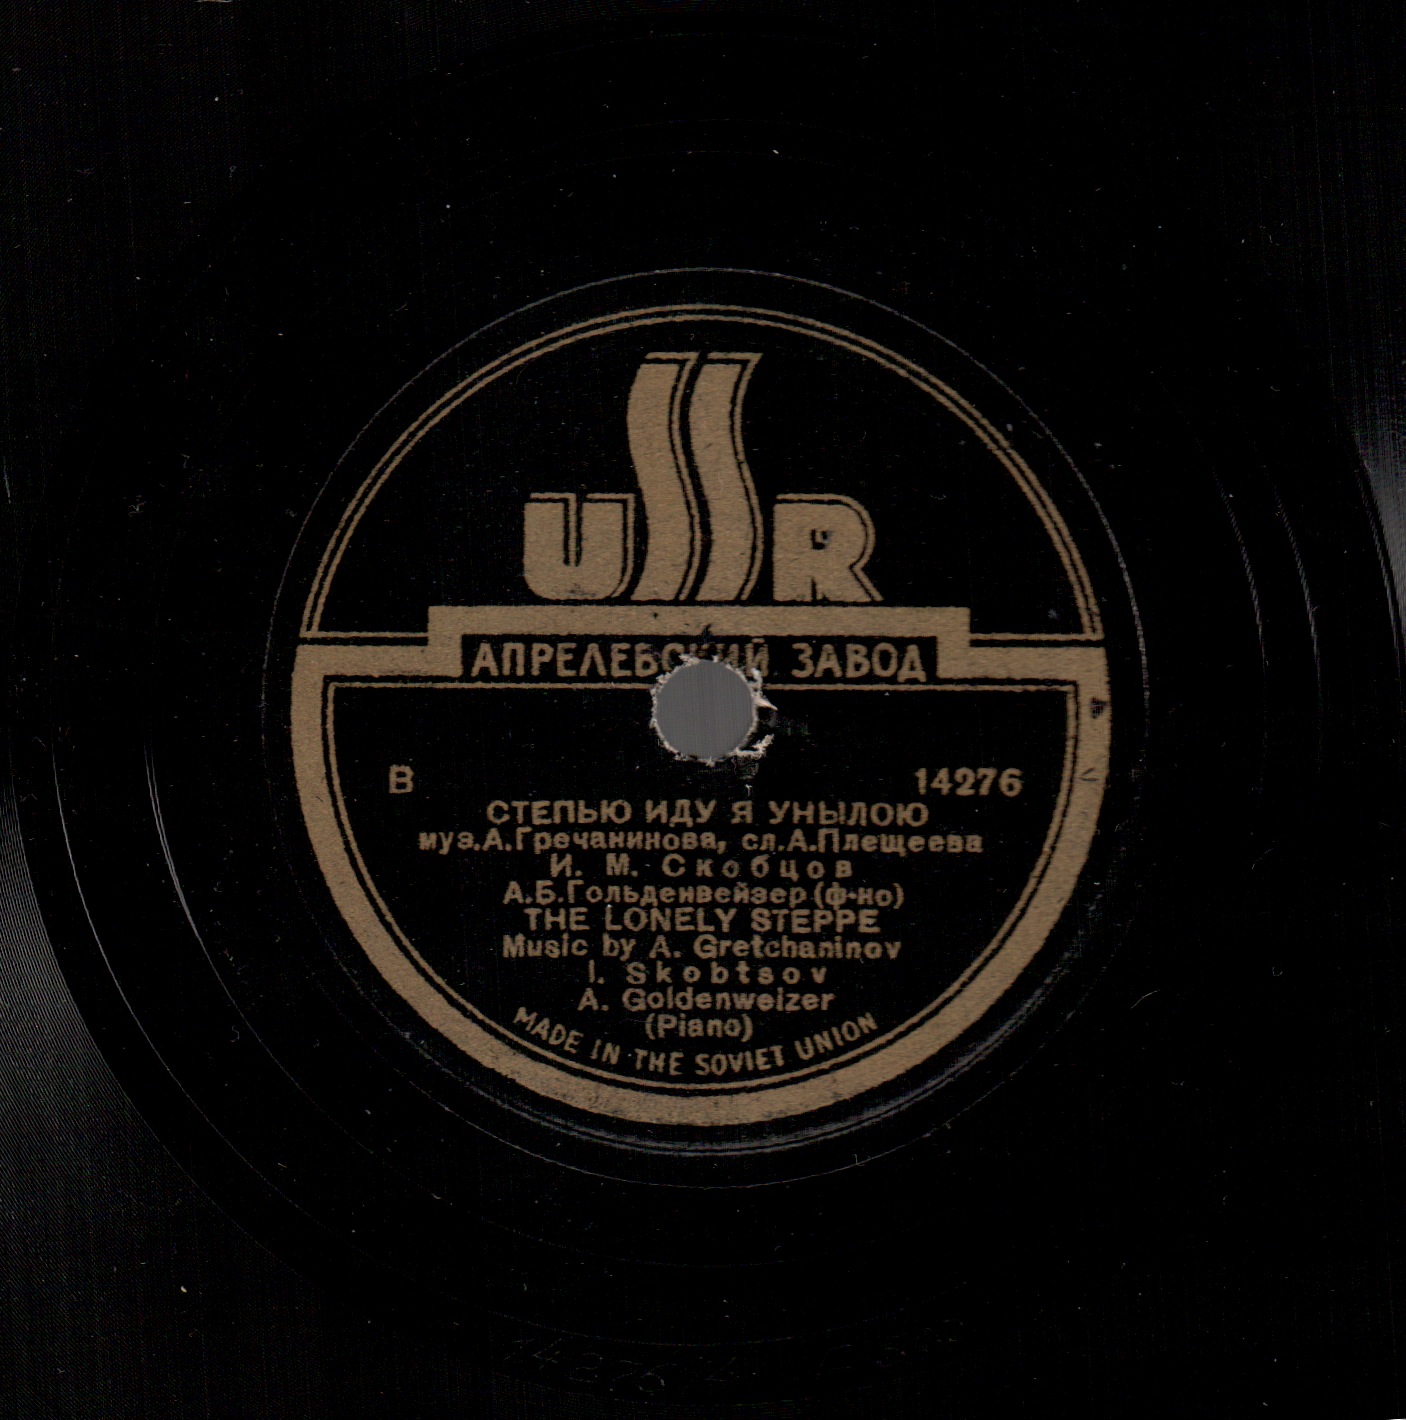 USSR
АПРЕЛЕВСКИЙ ЗАВОД
В 14276
СТЕПЬЮ ИДУ Я УНЫЛОЮ
муз.А.Гречанинова, сл.А.Плещеева
И. М. Скобцов
А.Б.Гольденвейзер (ф-но)
THE LONELY STEPPE
Music by A. Gretchaninov
I. Skobtsov
A. Goldenweizer
(Piano)
MADE IN THE SOVIET UNION